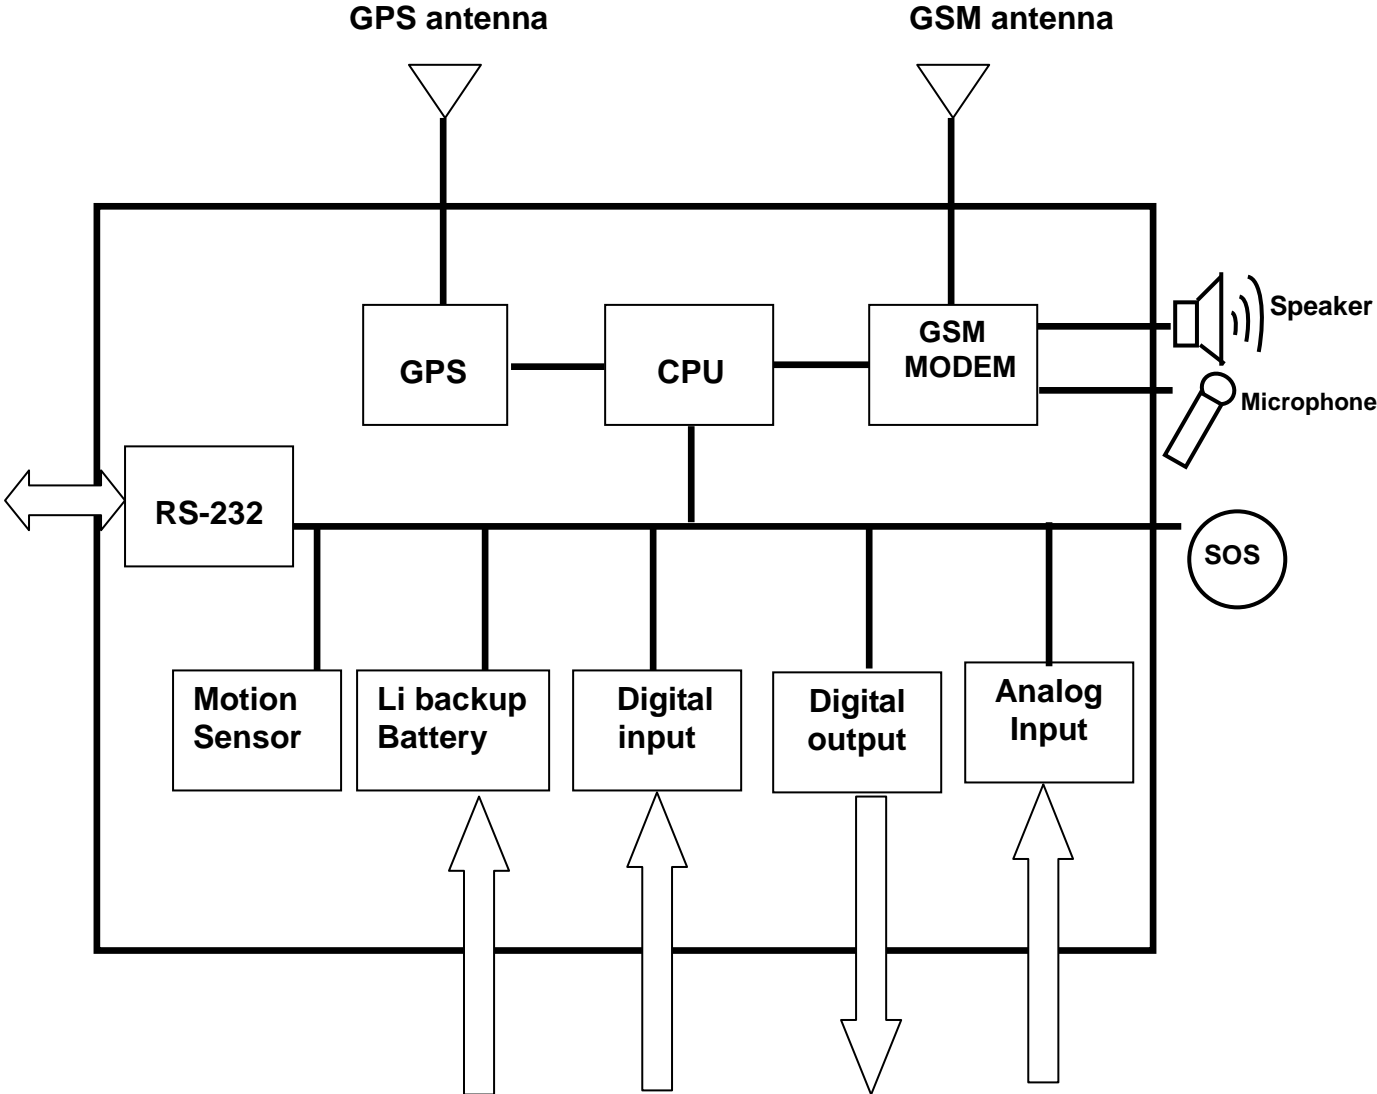 GPS antenna
GSM antenna
Speaker
GPS
CPU
GSM
MODEM
Microphone
RS-232
SOS
Motion
Sensor
Li backup
Battery
Digital
input
Digital
output
Analog
Input